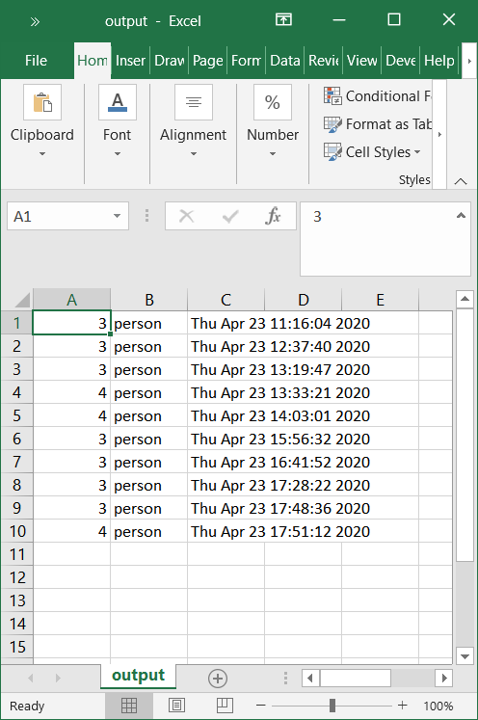 » output - Excel
File Hom Inser Draw Page Form Data Revie View Deve Help
Clipboard
A
Font
Alignment
%
Number
Conditional F
Format as Tab
Cell Styles
Styles
A1 fx 3
A B C D E
1 3 person Thu Apr 23 11:16:04 2020
2 3 person Thu Apr 23 12:37:40 2020
3 3 person Thu Apr 23 13:19:47 2020
4 4 person Thu Apr 23 13:33:21 2020
5 4 person Thu Apr 23 14:03:01 2020
6 3 person Thu Apr 23 15:56:32 2020
7 3 person Thu Apr 23 16:41:52 2020
8 3 person Thu Apr 23 17:28:22 2020
9 3 person Thu Apr 23 17:48:36 2020
10 4 person Thu Apr 23 17:51:12 2020
11
12
13
14
15
output
Ready 100%